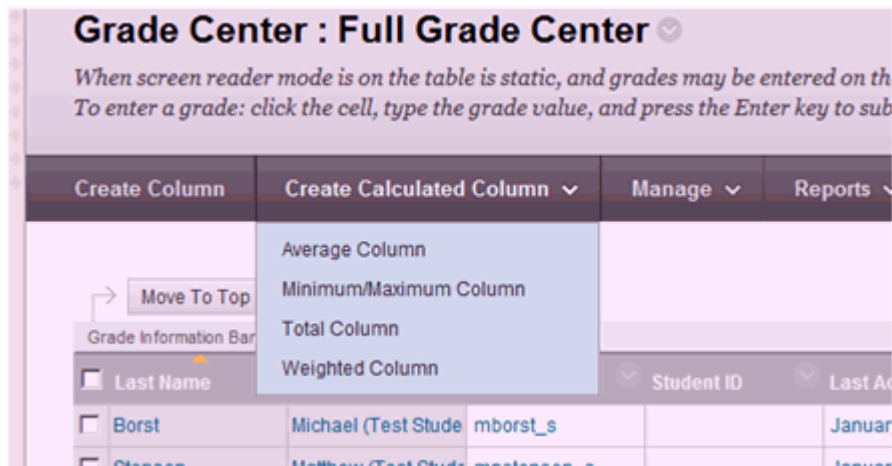 Grade Center : Full Grade Center
When screen reader mode is on the table is static, and grades may be entered on th
To enter a grade: click the cell, type the grade value, and press the Enter key to sub
Create Column Create Calculated Column Manage Reports
Average Column
Minimum/Maximum Column
Total Column
Weighted Column
Move To Top
Grade Information Bar
Last Name Student ID Last Ac
Borst Michael (Test Stude mborst_s Januar